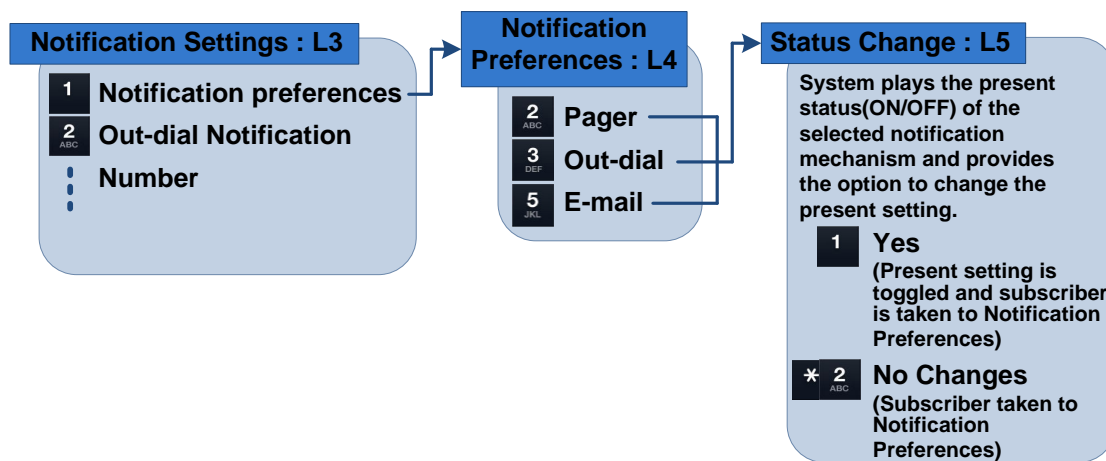 Notification Settings : L3
1 Notification preferences
2 ABC Out-dial Notification
Number
Notification
Preferences : L4
2 ABC Pager
3 DEF Out-dial
5 JKL E-mail
Status Change : L5
System plays the present
status(ON/OFF) of the
selected notification
mechanism and provides
the option to change the
present setting.
1 Yes
(Present setting is
toggled and subscriber
is taken to Notification
Preferences)
* 2 ABC No Changes
(Subscriber taken to
Notification
Preferences)